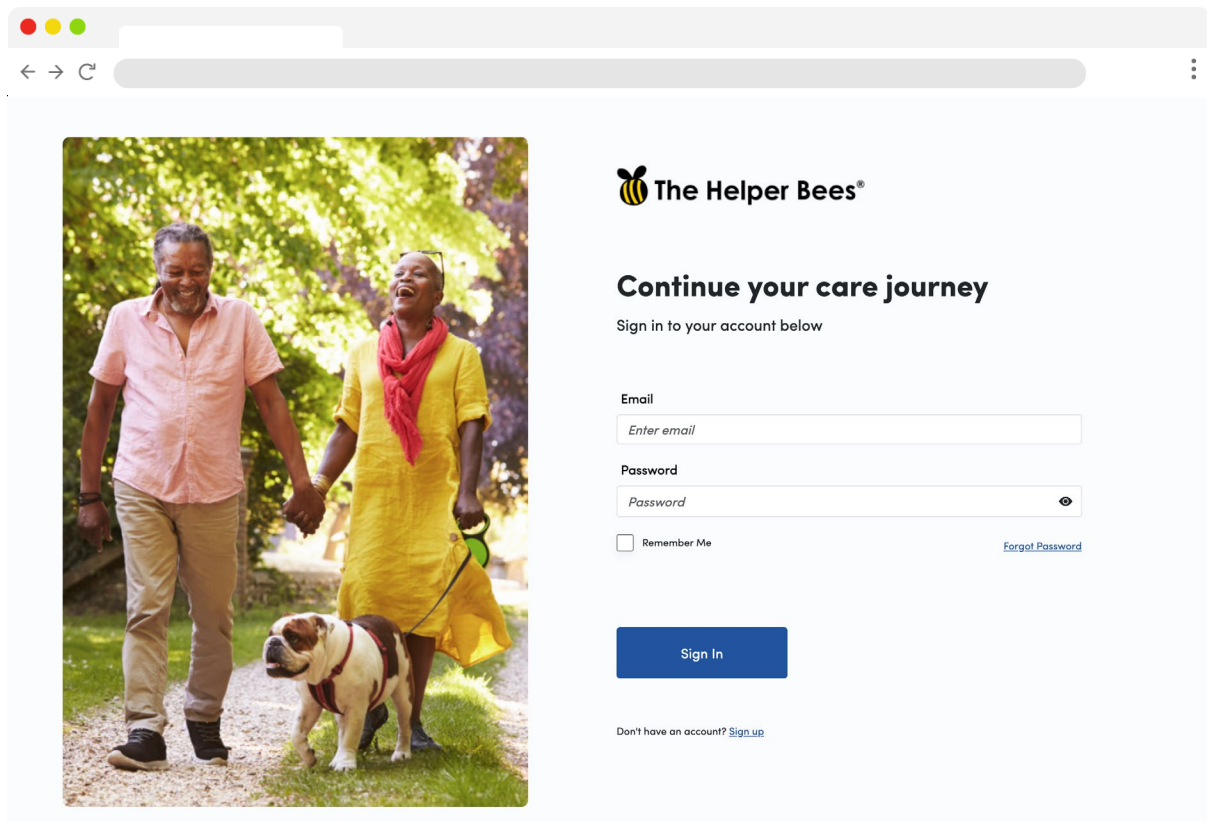 The Helper Bees®
Continue your care journey
Sign in to your account below
Email
Enter email
Password
Password
Remember Me
Forgot Password
Sign In
Don't have an account? Sign up